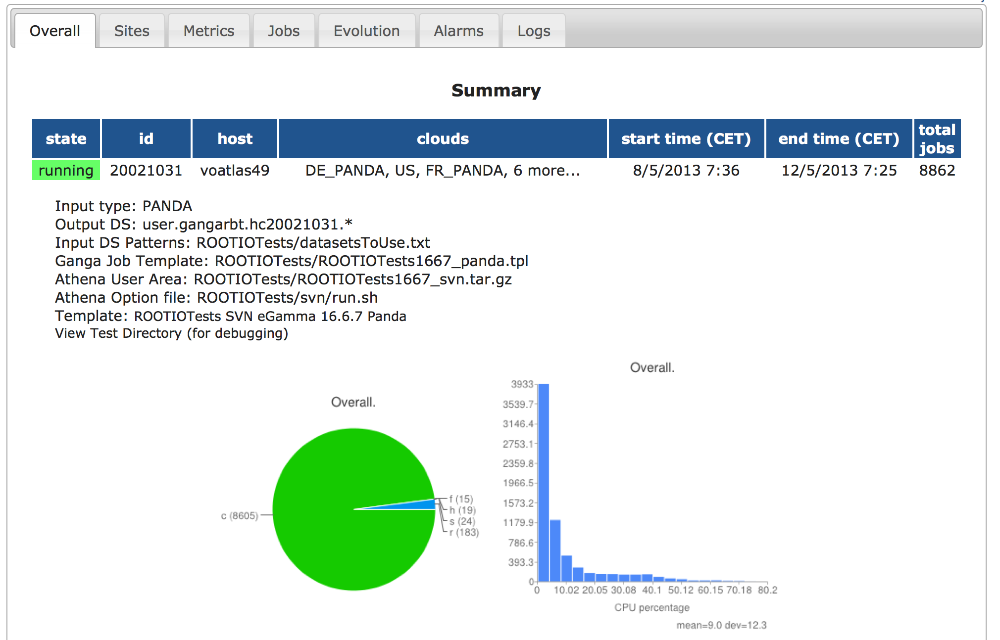 Overall Sites Metrics Jobs Evolution Alarms Logs
Summary
state id host clouds start time (CET) end time (CET) total jobs
running 20021031 voatlas49 DE_PANDA, US, FR_PANDA, 6 more... 8/5/2013 7:36 12/5/2013 7:25 8862
Input type: PANDA
Output DS: user.gangarbt.hc20021031.*
Input DS Patterns: ROOTIOTests/datasetsToUse.txt
Ganga Job Template: ROOTIOTests/ROOTIOTests1667_panda.tpl
Athena User Area: ROOTIOTests/ROOTIOTests1667_svn.tar.gz
Athena Option file: ROOTIOTests/svn/run.sh
Template: ROOTIOTests SVN eGamma 16.6.7 Panda
View Test Directory (for debugging)
Overall.
c (8605)
f (15)
h (19)
s (24)
r (183)
Overall.
3933
3539.7
3146.4
2753.1
2359.8
1966.5
1573.2
1179.9
786.6
393.3
0
0 10.02 20.05 30.08 40.1 50.12 60.15 70.18 80.2
CPU percentage
mean=9.0 dev=12.3